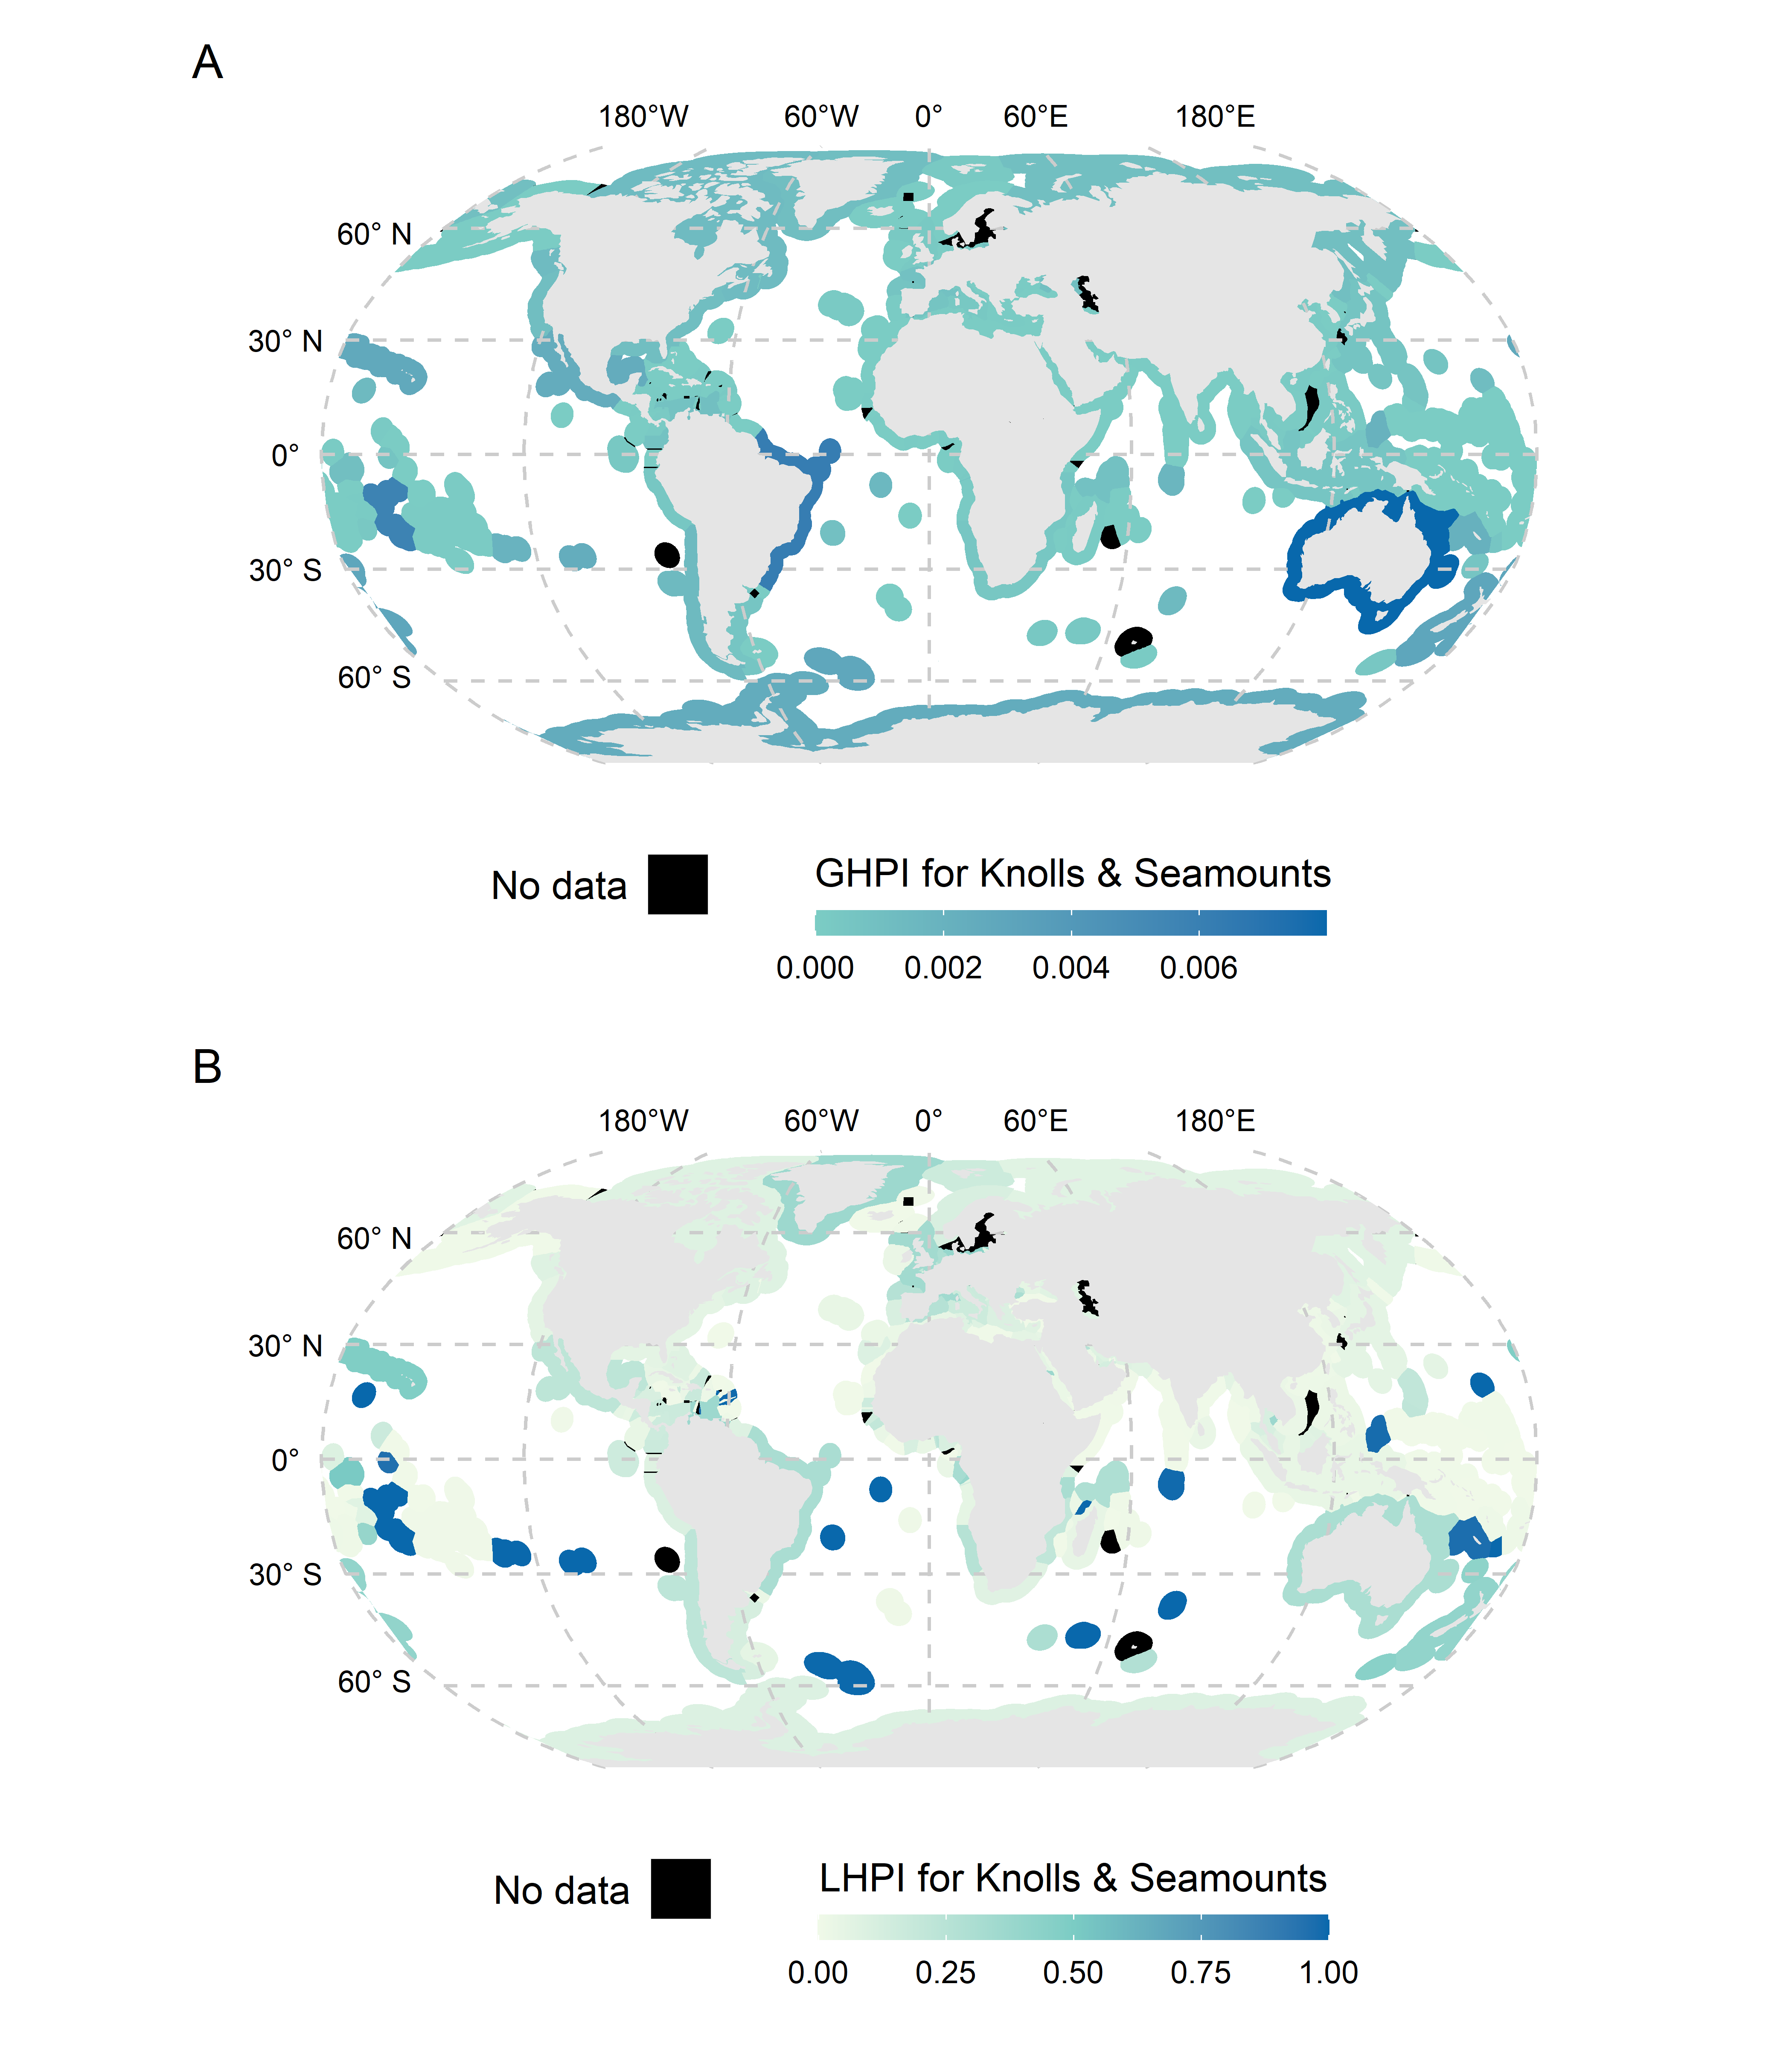 A
180°W 60°W 0° 60°E 180°E
60° N
30° N
0°
30° S
60° S
No data
GHPI for Knolls & Seamounts
0.000 0.002 0.004 0.006
B
180°W 60°W 0° 60°E 180°E
60° N
30° N
0°
30° S
60° S
No data
LHPI for Knolls & Seamounts
0.00 0.25 0.50 0.75 1.00